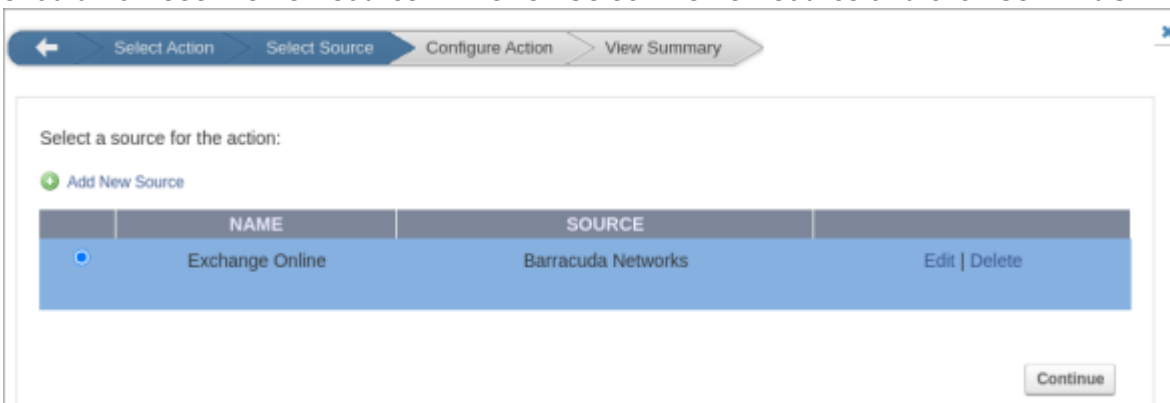 Select Action Select Source Configure Action View Summary
Select a source for the action:
Add New Source
NAME SOURCE
Exchange Online Barracuda Networks Edit | Delete
Continue